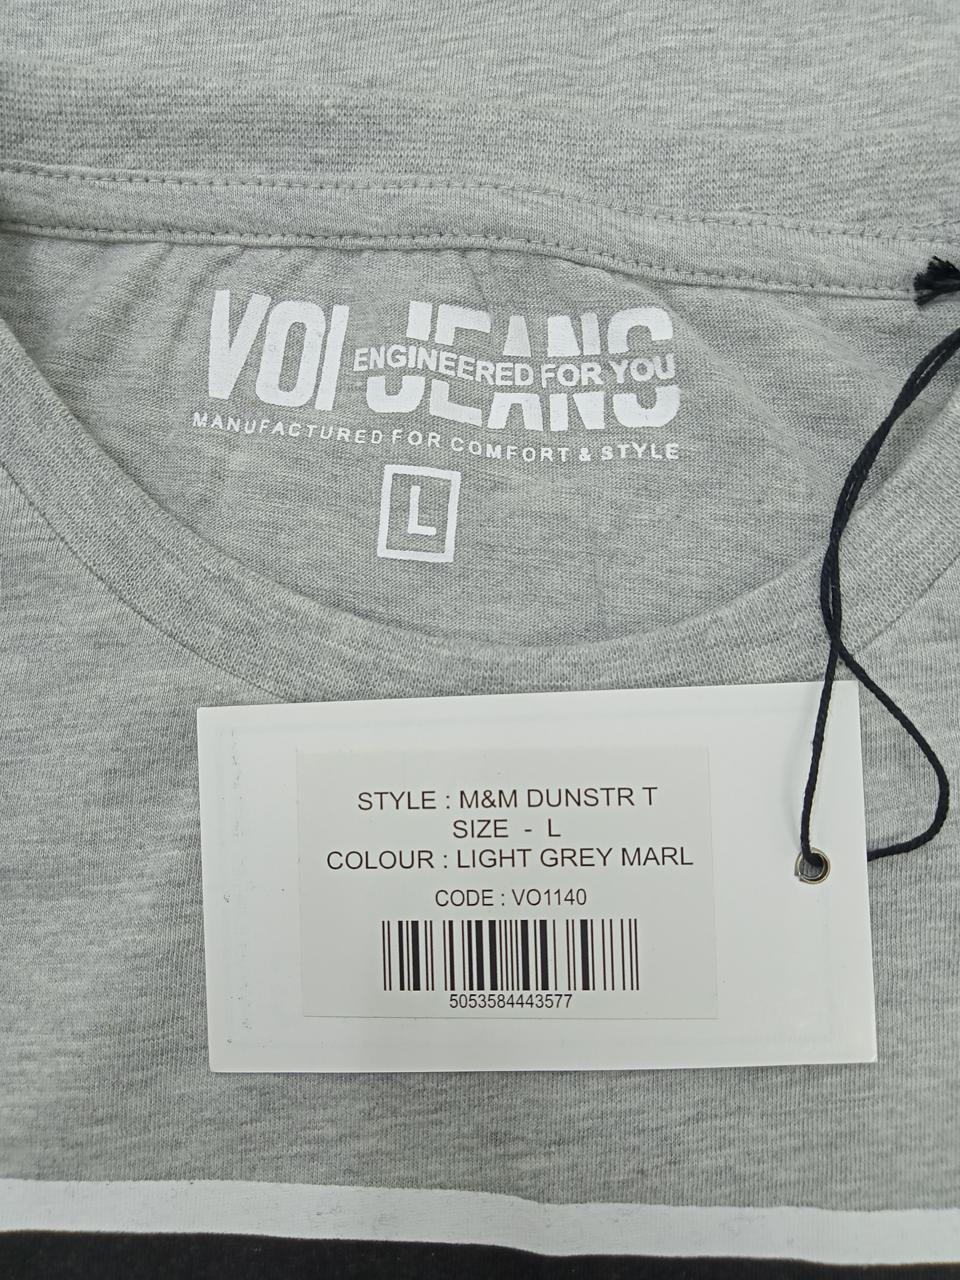 VOI JEANS
ENGINEERED FOR YOU
MANUFACTURED FOR COMFORT & STYLE
L
STYLE : M&M DUNSTR T
SIZE - L
COLOUR : LIGHT GREY MARL
CODE : VO1140
5053584443577